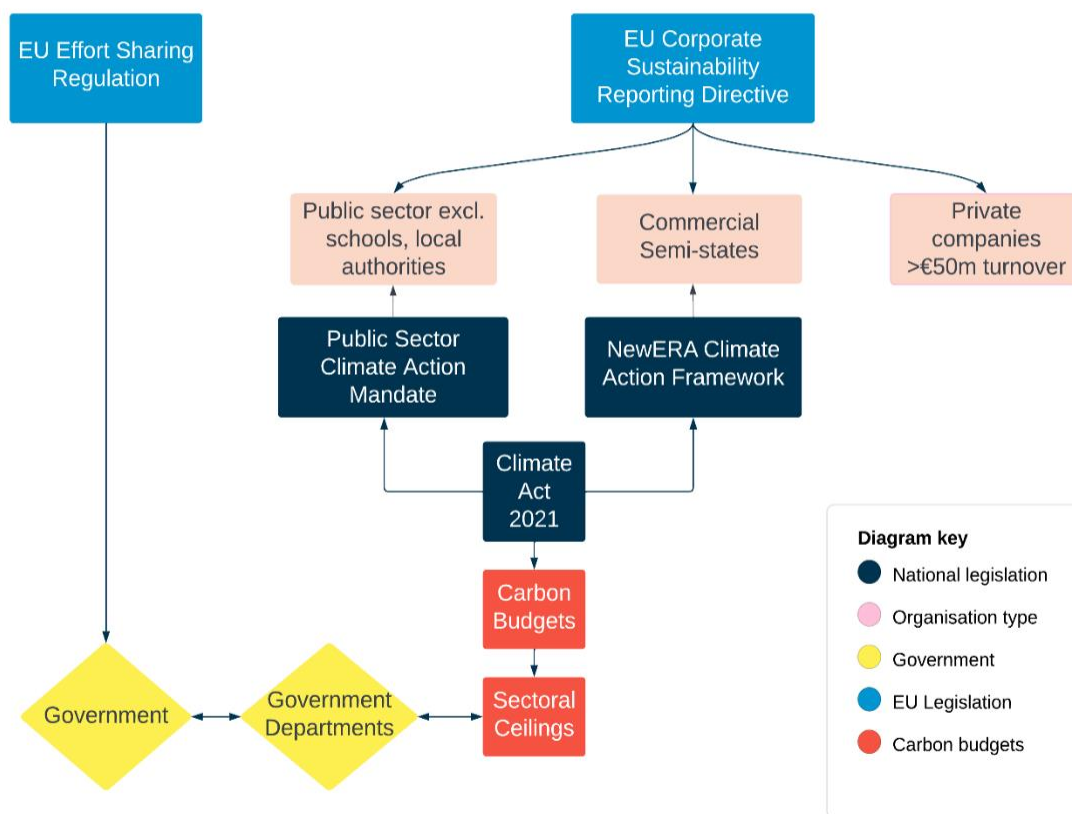 EU Effort Sharing
Regulation
EU Corporate
Sustainability
Reporting Directive
Public sector excl.
schools, local
authorities
Commercial
Semi-states
Private
companies
>€50m turnover
Public Sector
Climate Action
Mandate
NewERA Climate
Action Framework
Climate
Act
2021
Carbon
Budgets
Government
Government
Departments
Sectoral
Ceilings
Diagram key
National legislation
Organisation type
Government
EU Legislation
Carbon budgets